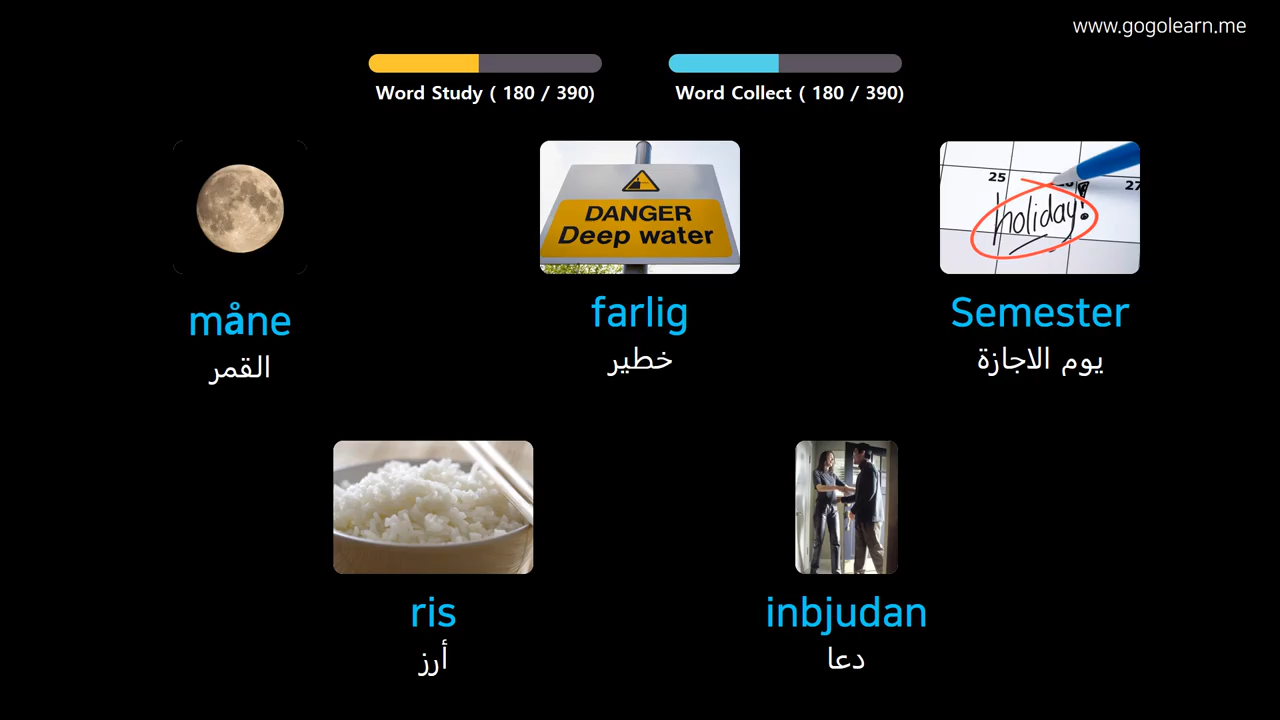 www.gogolearn.me
Word Study ( 180 / 390)
Word Collect ( 180 / 390)
DANGER
Deep water
25
27
holiday!
måne
القمر
farlig
خطير
Semester
يوم الاجازة
ris
أرز
inbjudan
دعا